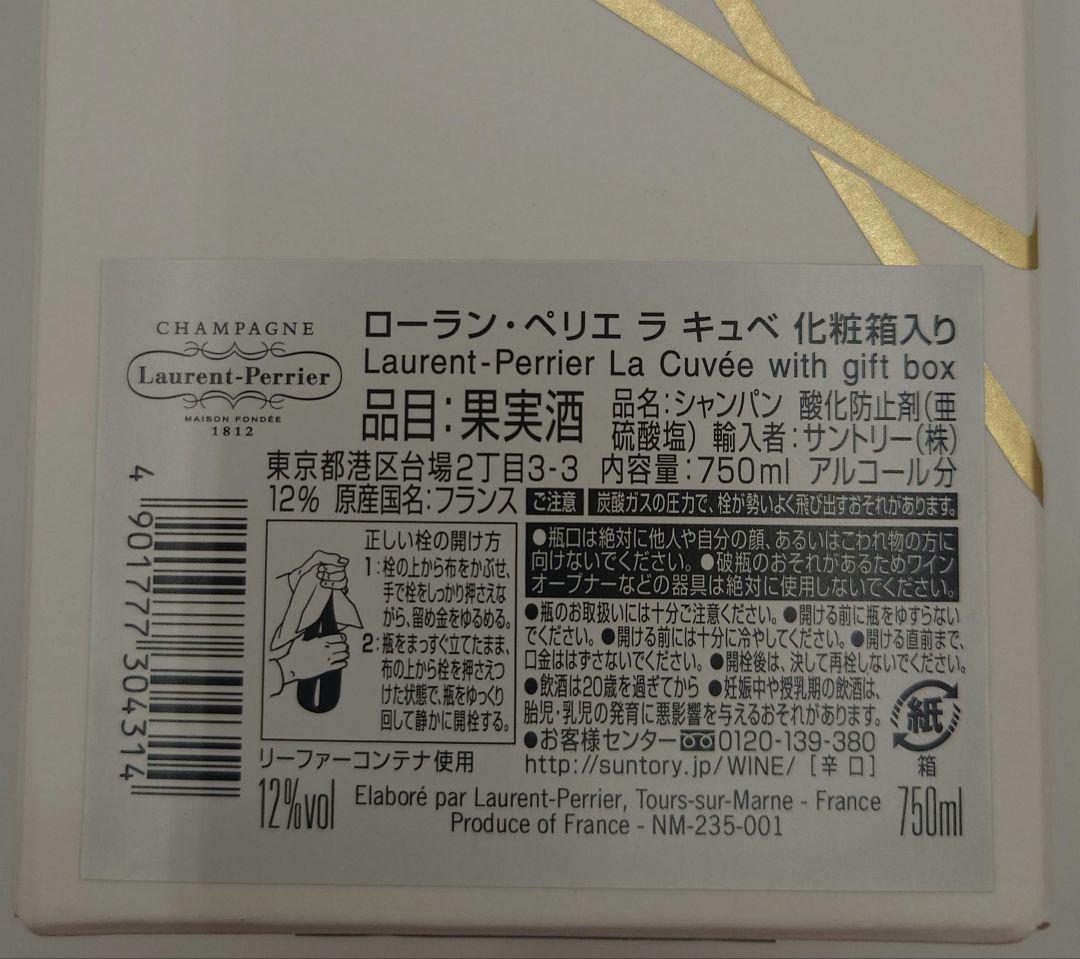 CHAMPAGNE
Laurent-Perrier
MAISON FONDÉE
1812
ローラン・ペリエ ラ キュベ 化粧箱入り
Laurent-Perrier La Cuvée with gift box
品目:果実酒
品名:シャンパン 酸化防止剤(亜
硫酸塩) 輸入者:サントリー(株)
東京都港区台場2丁目3-3 内容量:750ml アルコール分
12% 原産国名:フランス
ご注意 炭酸ガスの圧力で、栓が勢いよく飛び出すおそれがあります。
●瓶口は絶対に他人や自分の顔、あるいはこわれ物の方に
向けないでください。●破瓶のおそれがあるためワイン
オープナーなどの器具は絶対に使用しないでください。
●瓶のお取扱いには十分ご注意ください。●開ける前に瓶をゆすらない
でください。●開ける前には十分に冷やしてください。●開ける直前まで、
口金ははずさないでください。●開栓後は、決して再栓しないでください。
●飲酒は20歳を過ぎてから ●妊娠中や授乳期の飲酒は、
胎児・乳児の発育に悪影響を与えるおそれがあります。
●お客様センター 0120-139-380
http://suntory.jp/WINE/ [辛口]
紙
箱
正しい栓の開け方
1:栓の上から布をかぶせ、
手で栓をしっかり押さえな
がら、留め金をゆるめる。
2:瓶をまっすぐ立てたまま、
布の上から栓を押さえつ
けた状態で、瓶をゆっくり
回して静かに開栓する。
リーファーコンテナ使用
4 901777 304314
12%vol
Elaboré par Laurent-Perrier, Tours-sur-Marne - France
Produce of France - NM-235-001
750ml